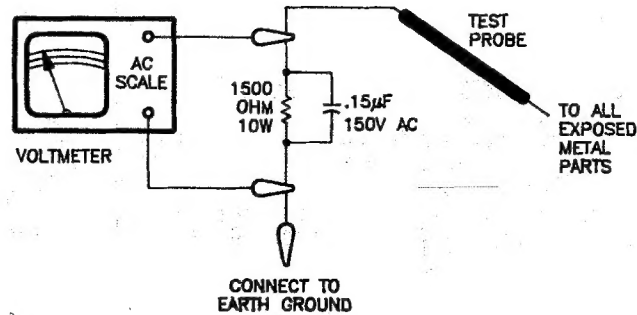 TEST
PROBE
AC
SCALE
1500
OHM
10W
.15µF
150V AC
TO ALL
EXPOSED
METAL
PARTS
VOLTMETER
CONNECT TO
EARTH GROUND